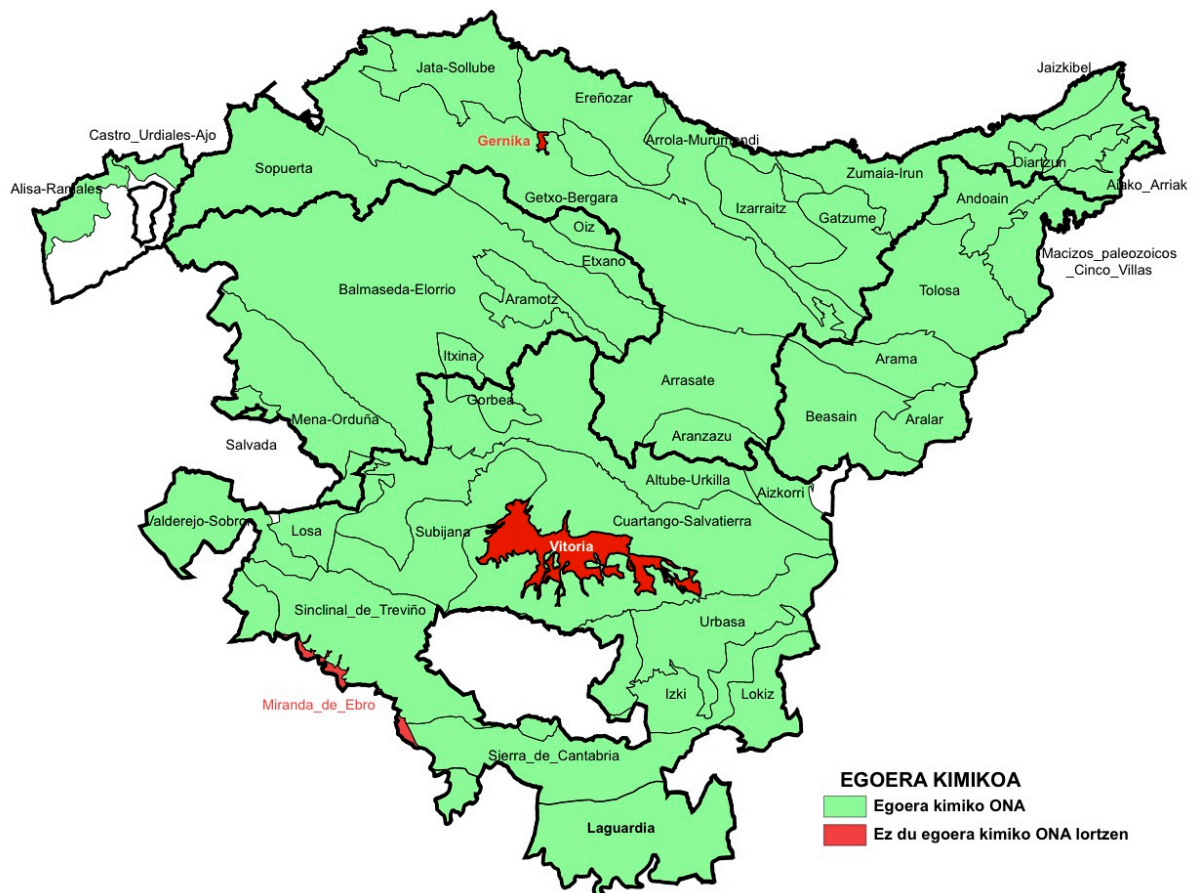 Jata-Sollube
Jaizkibel
Ereñozar
Castro_Urdiales-Ajo
Gernika
Arrola-Murumendi
Oiartzun
Sopuerta
Zumaia-Irun
Alisa-Ramales
Aiako_Arriak
Getxo-Bergara
Andoain
Izarraitz
Gatzume
Oiz
Macizos_paleozoicos
_Cinco_Villas
Etxano
Balmaseda-Elorrio
Tolosa
Aramotz
Itxina
Arama
Arrasate
Gorbea
Beasain
Aralar
Mena-Orduña
Aranzazu
Salvada
Altube-Urkilla
Aizkorri
Valderejo-Sobron
Cuartango-Salvatierra
Losa
Subijana
Vitoria
Sinclinal_de_Treviño
Urbasa
Izki
Lokiz
Miranda_de_Ebro
Sierra_de_Cantabria
Laguardia
EGOERA KIMIKOA
Egoera kimiko ONA
Ez du egoera kimiko ONA lortzen